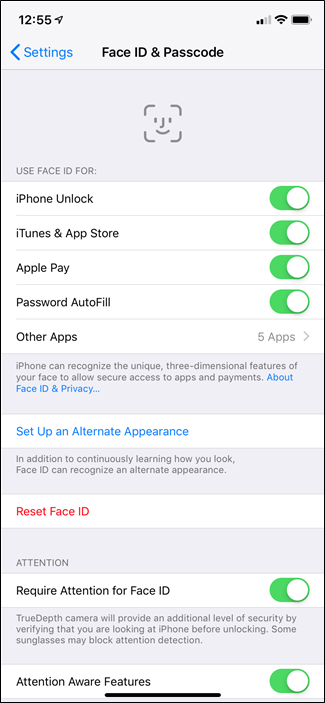 12:55
Settings
Face ID & Passcode
USE FACE ID FOR:
iPhone Unlock
iTunes & App Store
Apple Pay
Password AutoFill
Other Apps 5 Apps
iPhone can recognize the unique, three-dimensional features of
your face to allow secure access to apps and payments. About
Face ID & Privacy...
Set Up an Alternate Appearance
In addition to continuously learning how you look,
Face ID can recognize an alternate appearance.
Reset Face ID
ATTENTION
Require Attention for Face ID
TrueDepth camera will provide an additional level of security by
verifying that you are looking at iPhone before unlocking. Some
sunglasses may block attention detection.
Attention Aware Features